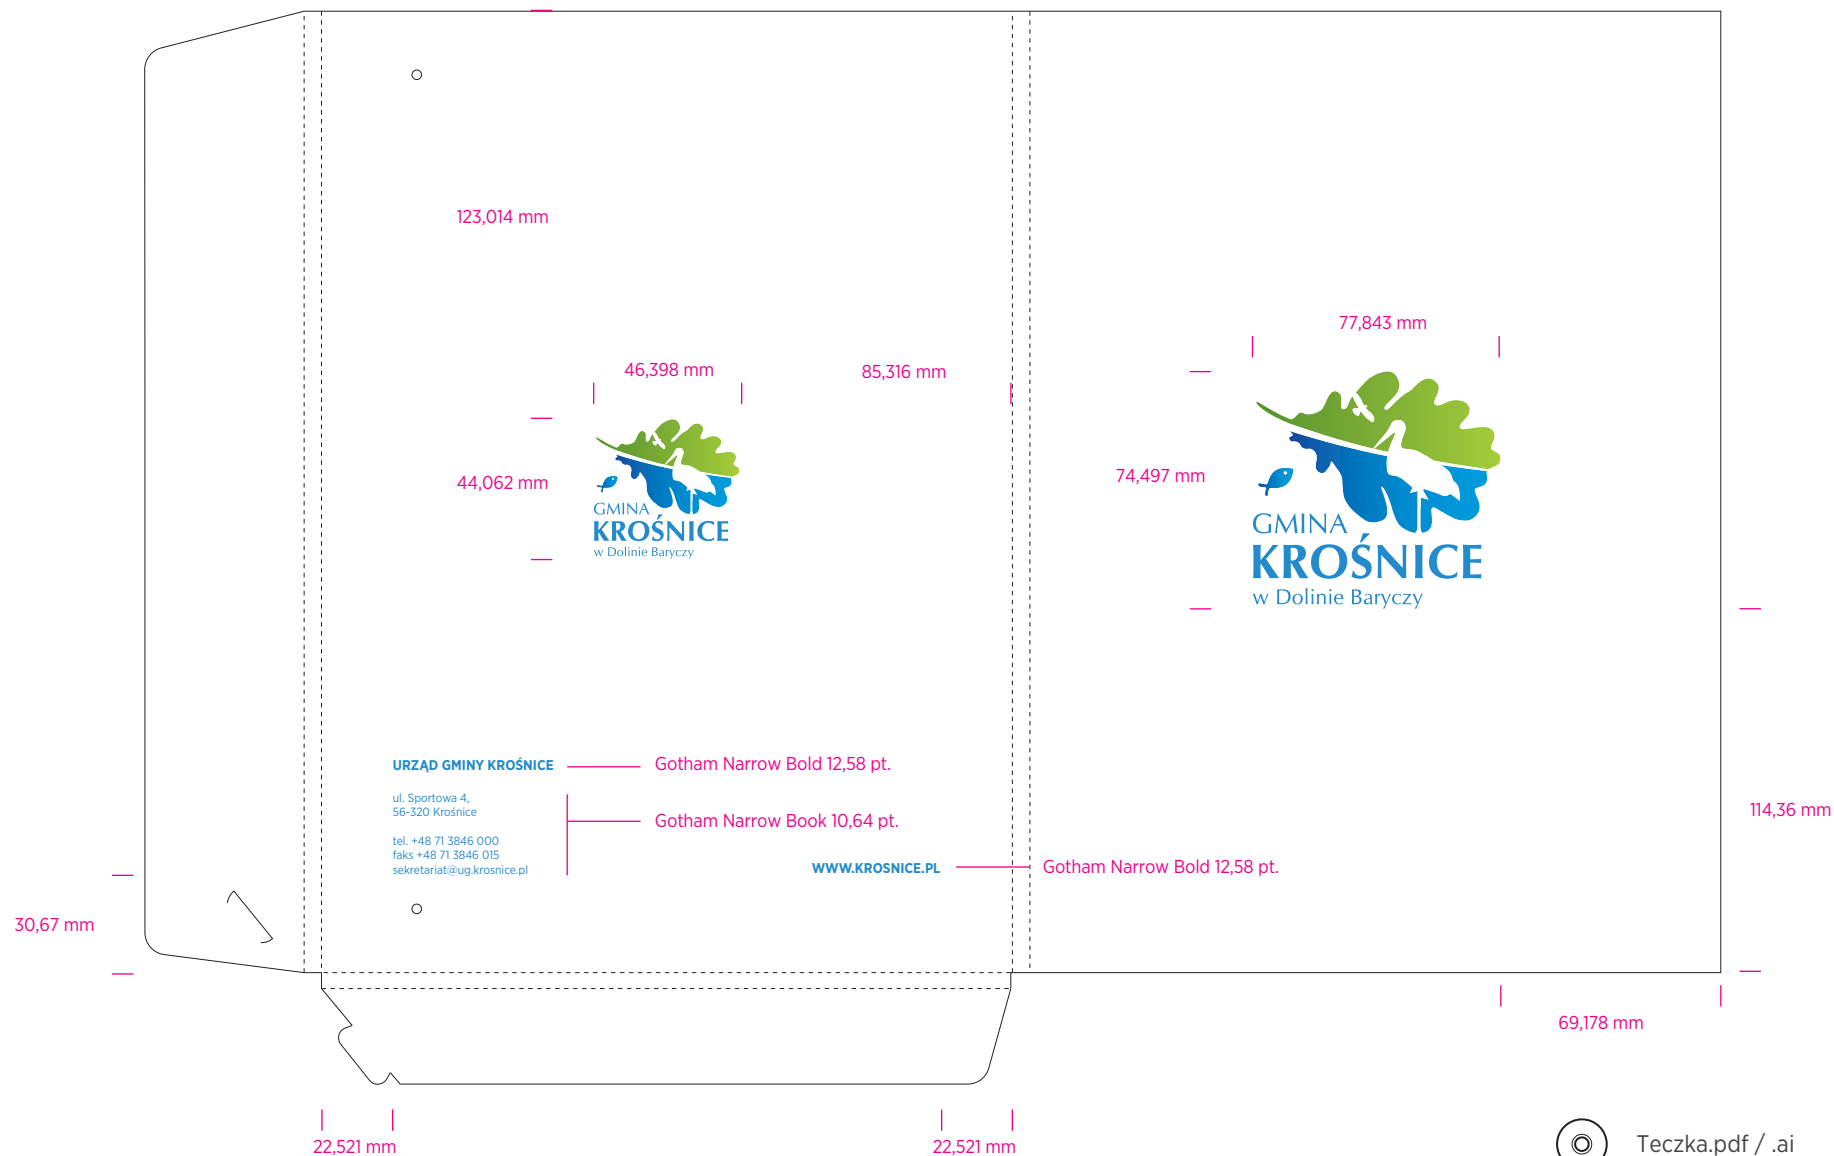 123,014 mm
77,843 mm
46,398 mm
85,316 mm
44,062 mm
74,497 mm
GMINA
KROŚNICE
w Dolinie Baryczy
GMINA
KROŚNICE
w Dolinie Baryczy
URZĄD GMINY KROŚNICE
Gotham Narrow Bold 12,58 pt.
ul. Sportowa 4,
56-320 Krośnice
Gotham Narrow Book 10,64 pt.
tel. +48 71 3846 000
faks +48 71 3846 015
sekretariat@ug.krosnice.pl
WWW.KROSNICE.PL
Gotham Narrow Bold 12,58 pt.
114,36 mm
30,67 mm
69,178 mm
22,521 mm
22,521 mm
Teczka.pdf / .ai